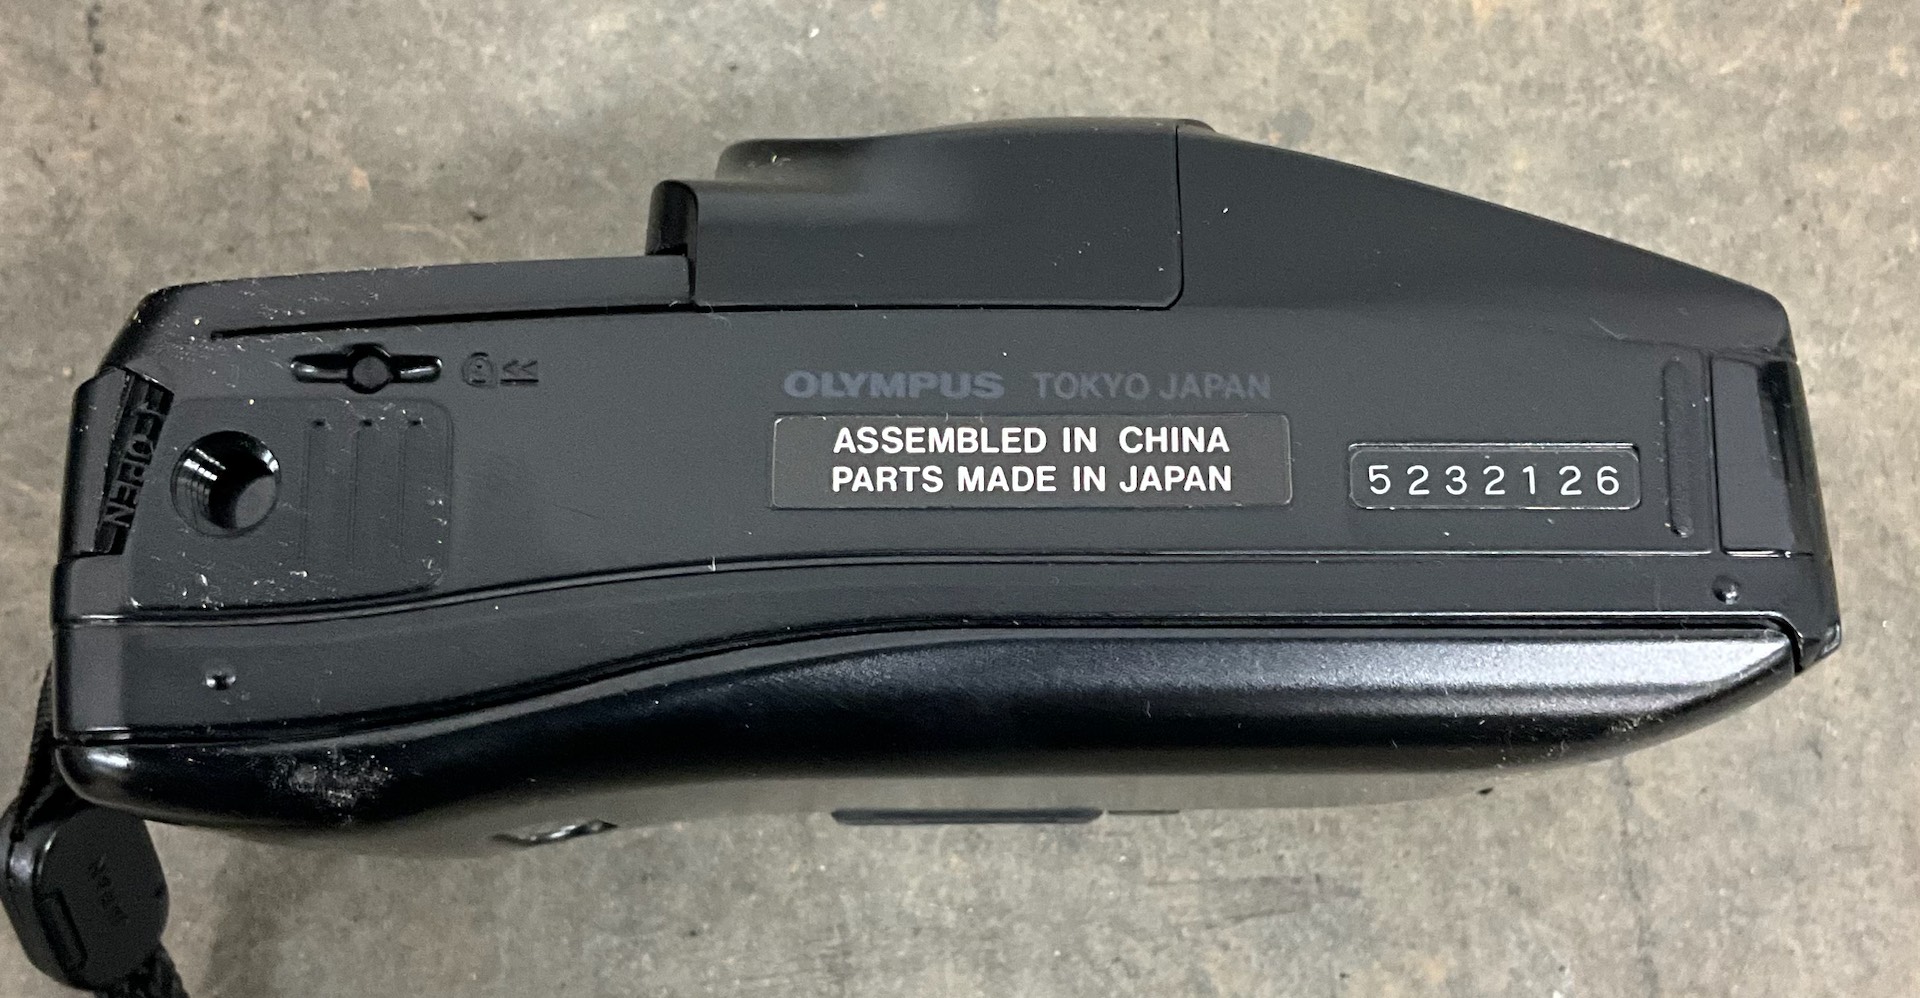 OLYMPUS TOKYO JAPAN
ASSEMBLED IN CHINA
PARTS MADE IN JAPAN
5232126
OPEN